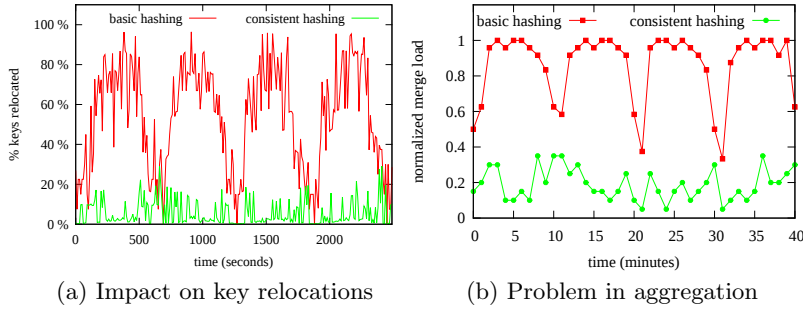 basic hashing consistent hashing
100 %
80 %
60 %
40 %
20 %
0 %
% keys relocated
0 500 1000 1500 2000
time (seconds)
(a) Impact on key relocations
basic hashing consistent hashing
1
0.8
0.6
0.4
0.2
0
normalized merge load
0 5 10 15 20 25 30 35 40
time (minutes)
(b) Problem in aggregation